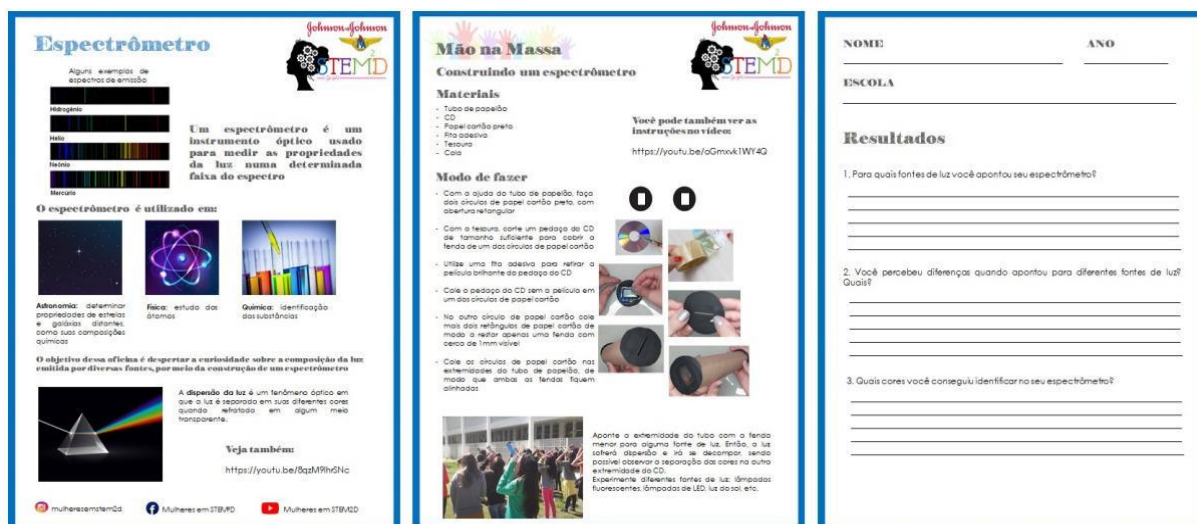 Espectrômetro
Johnson & Johnson
STEM2D
Alguns exemplos de
espectros de emissão
Hidrogênio
Hélio
Neônio
Mercúrio
Um espectrômetro é um
instrumento óptico usado
para medir as propriedades
da luz numa determinada
faixa do espectro
O espectrômetro é utilizado em:
Astronomia: determinar
propriedades de estrelas
e galáxias distantes,
como suas composições
químicas
Física: estudo dos
átomos
Química: identificação
das substâncias
O objetivo dessa oficina é despertar a curiosidade sobre a composição da luz
emitida por diversas fontes, por meio da construção de um espectrômetro
A dispersão da luz é um fenômeno óptico em
que a luz é separada em suas diferentes cores
quando refratada em algum meio
transparente.
Veja também:
https://youtu.be/8qzM9lhrSNc
mulheresemstem2d
Mulheres em STEM2D
Mulheres em STEM2D
Mão na Massa
Johnson & Johnson
STEM2D
Construindo um espectrômetro
Materiais
- Tubo de papelão
- CD
- Papel cartão preto
- Fita adesiva
- Tesoura
- Cola
Você pode também ver as
instruções no vídeo:
https://youtu.be/oGmxvk1WY4Q
Modo de fazer
- Com a ajuda do tubo de papelão, faça
dois círculos de papel cartão preto, com
abertura retangular
- Com a tesoura, corte um pedaço do CD
de tamanho suficiente para cobrir a
fenda de um dos círculos de papel cartão
- Utilize uma fita adesiva para retirar a
película brilhante do pedaço do CD
- Cole o pedaço do CD sem a película em
um dos círculos de papel cartão
- No outro círculo de papel cartão cole
mais dois retângulos de papel cartão de
modo a restar apenas uma fenda com
cerca de 1mm visível
- Cole os círculos de papel cartão nas
extremidades do tubo de papelão, de
modo que ambas as fendas fiquem
alinhadas
Aponte a extremidade do tubo com a fenda
menor para alguma fonte de luz. Então, a luz
sofrerá dispersão e irá se decompor, sendo
possível observar a separação das cores na outra
extremidade do CD.
Experimente diferentes fontes de luz: lâmpadas
fluorescentes, lâmpadas de LED, luz do sol, etc.
NOME ANO
ESCOLA
Resultados
1. Para quais fontes de luz você apontou seu espectrômetro?
2. Você percebeu diferenças quando apontou para diferentes fontes de luz?
Quais?
3. Quais cores você conseguiu identificar no seu espectrômetro?